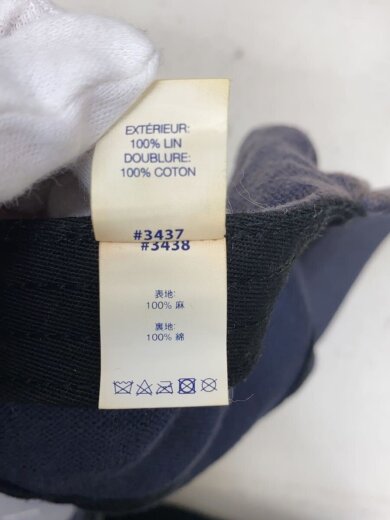 EXTÉRIEUR:
100% LIN
DOUBLURE:
100% COTON
#3437
#3438
表地:
100% 麻
裏地:
100% 綿